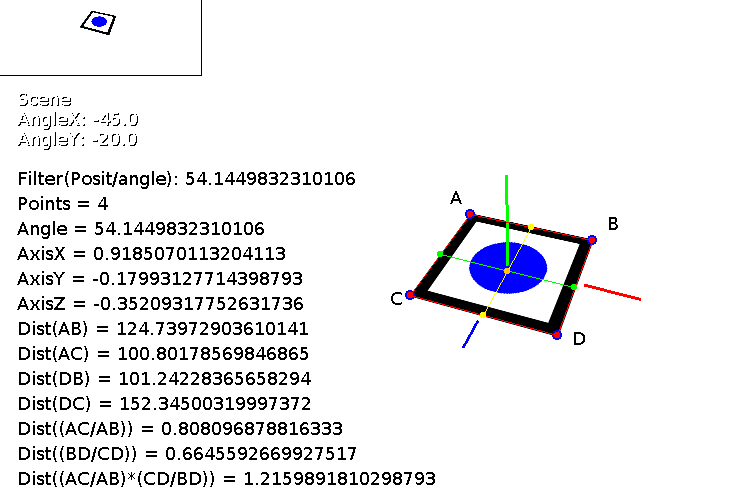 Scene
AngleX: -45.0
AngleY: -20.0
Filter(Posit/angle): 54.1449832310106
Points = 4
Angle = 54.1449832310106
AxisX = 0.9185070113204113
AxisY = -0.17993127714398793
AxisZ = -0.35209317752631736
Dist(AB) = 124.73972903610141
Dist(AC) = 100.80178569846865
Dist(DB) = 101.24228365658294
Dist(DC) = 152.34500319997372
Dist((AC/AB)) = 0.808096878816333
Dist((BD/CD)) = 0.6645592669927517
Dist((AC/AB)*(CD/BD)) = 1.2159891810298793
A
B
C
D